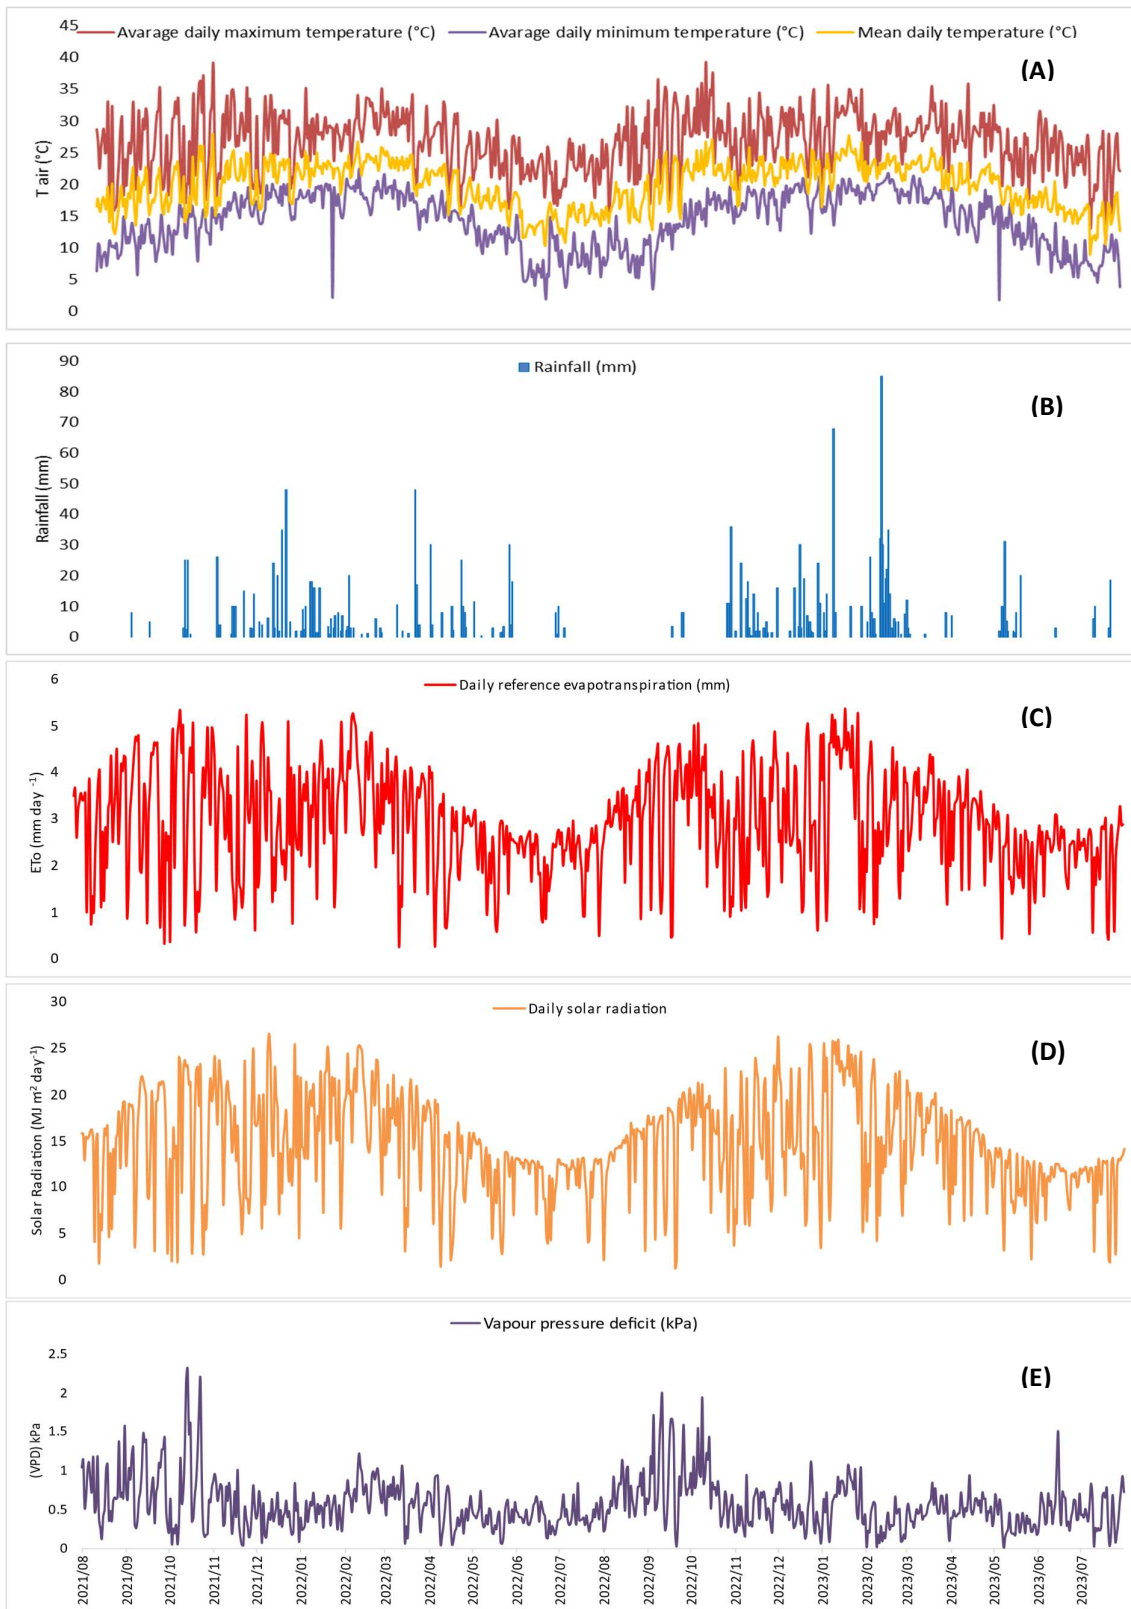 45
Avarage daily maximum temperature (°C) Avarage daily minimum temperature (°C) Mean daily temperature (°C)
40
(A)
35
30
25
20
15
10
5
0
T air (°C)
90
Rainfall (mm)
80
(B)
70
60
50
40
30
20
10
0
Rainfall (mm)
6
Daily reference evapotranspiration (mm)
(C)
5
4
3
2
1
0
ETo (mm day -1)
30
Daily solar radiation
25
(D)
20
15
10
5
0
Solar Radiation (MJ m² day⁻¹)
Vapour pressure deficit (kPa)
2.5
(E)
2
1.5
1
0.5
0
(VPD) kPa
2021/08 2021/09 2021/10 2021/11 2021/12 2022/01 2022/02 2022/03 2022/04 2022/05 2022/06 2022/07 2022/08 2022/09 2022/10 2022/11 2022/12 2023/01 2023/02 2023/03 2023/04 2023/05 2023/06 2023/07